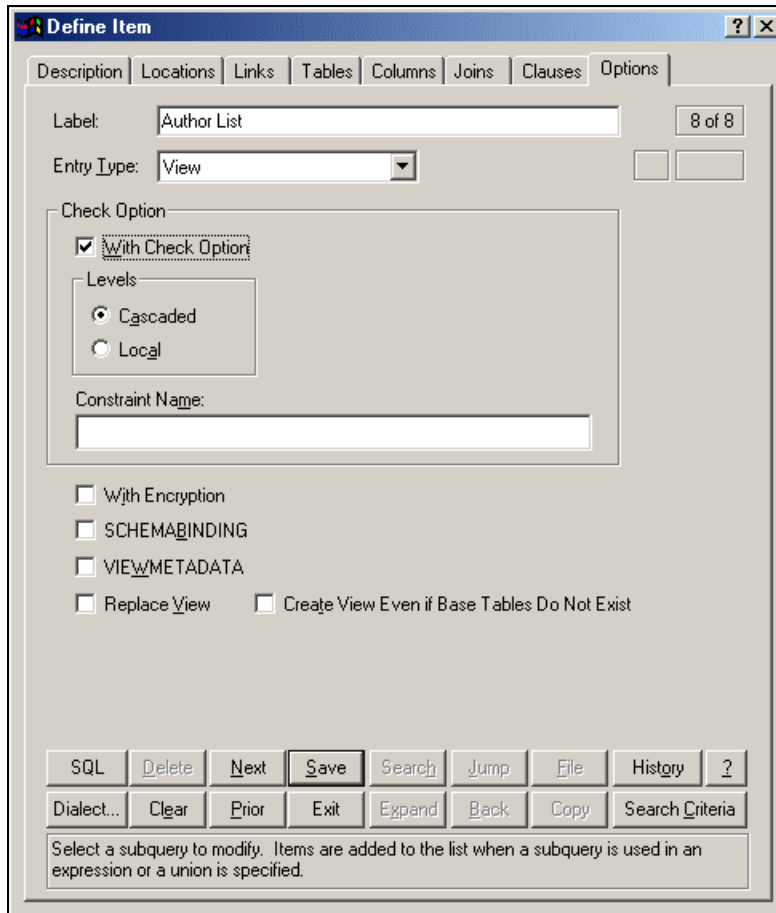 Define Item
Description Locations Links Tables Columns Joins Clauses Options
Label: Author List 8 of 8
Entry Type: View
Check Option
With Check Option
Levels
Cascaded
Local
Constraint Name:
With Encryption
SCHEMABINDING
VIEWMETADATA
Replace View Create View Even if Base Tables Do Not Exist
SQL Delete Next Save Search Jump File History ?
Dialect... Clear Prior Exit Expand Back Copy Search Criteria
Select a subquery to modify. Items are added to the list when a subquery is used in an
expression or a union is specified.